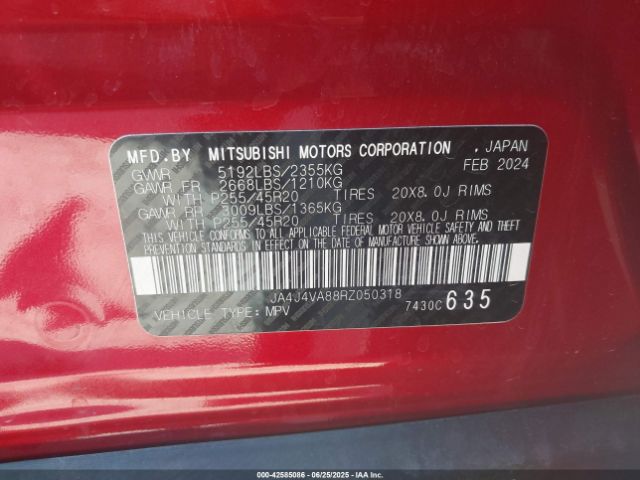 MFD.BY MITSUBISHI MOTORS CORPORATION , JAPAN
GVWR 5192LBS/2355KG FEB 2024
GAWR FR 2668LBS/1210KG
WITH P255/45R20 TIRES 20X8.0J RIMS
GAWR RR 3009LBS/1365KG
WITH P255/45R20 TIRES 20X8.0J RIMS
THIS VEHICLE CONFORMS TO ALL APPLICABLE FEDERAL MOTOR VEHICLE SAFETY AND THEFT
PREVENTION STANDARDS IN EFFECT ON THE DATE OF MANUFACTURE SHOWN ABOVE.
JA4J4VA88RZ050318
VEHICLE TYPE: MPV 7430C 635
000-42585086 - 06/25/2025 - IAAI.COM